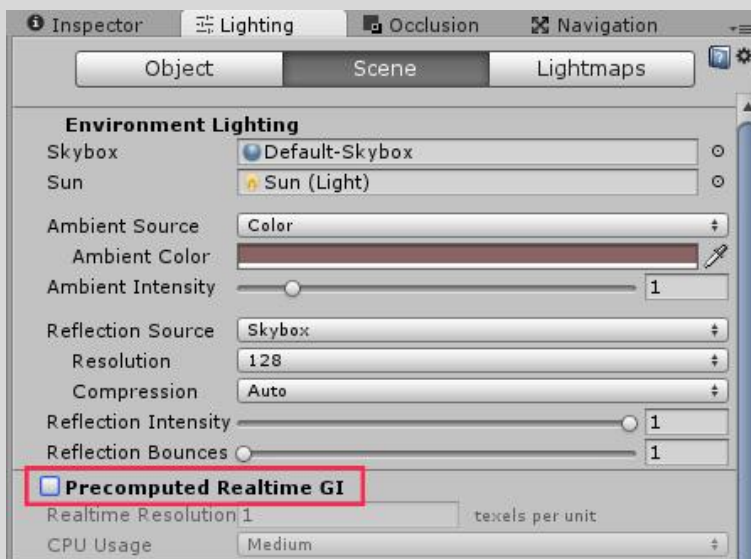 Inspector Lighting Occlusion Navigation
Object Scene Lightmaps
Environment Lighting
Skybox Default-Skybox
Sun Sun (Light)
Ambient Source Color
Ambient Color
Ambient Intensity 1
Reflection Source Skybox
Resolution 128
Compression Auto
Reflection Intensity 1
Reflection Bounces 1
Precomputed Realtime GI
Realtime Resolution 1 texels per unit
CPU Usage Medium